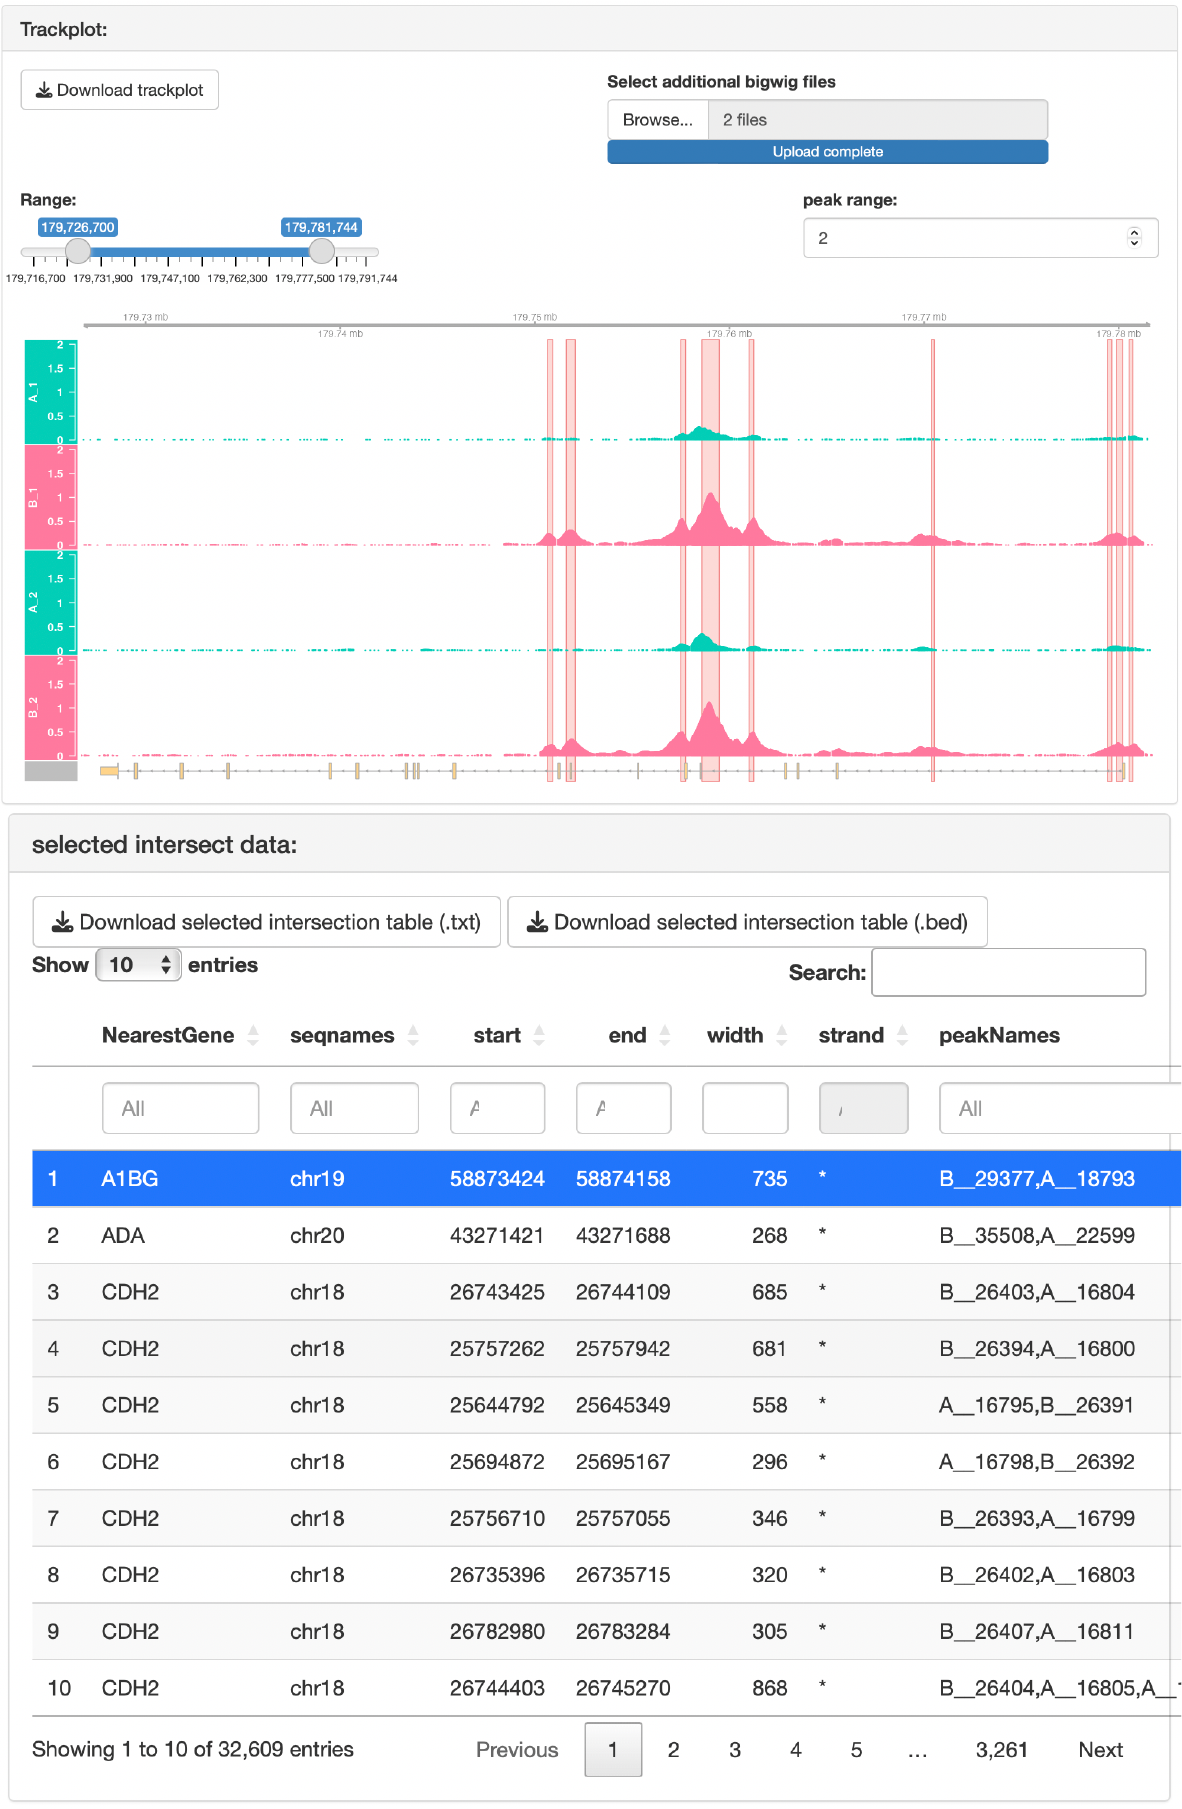 Trackplot:
Download trackplot
Select additional bigwig files
Browse... 2 files
Upload complete
Range:
179,726,700 179,781,744
179,716,700 179,731,900 179,747,100 179,762,300 179,777,500 179,791,744
peak range:
2
179.73 mb 179.75 mb 179.77 mb
179.74 mb 179.76 mb 179.78 mb
A_1
2
1.5
1
0.5
0
B_1
2
1.5
1
0.5
0
A_2
2
1.5
1
0.5
0
B_2
2
1.5
1
0.5
0
selected intersect data:
Download selected intersection table (.txt) Download selected intersection table (.bed)
Show 10 entries
Search:
NearestGene seqnames start end width strand peakNames
All All All
1 A1BG chr19 58873424 58874158 735 * B__29377,A__18793
2 ADA chr20 43271421 43271688 268 * B__35508,A__22599
3 CDH2 chr18 26743425 26744109 685 * B__26403,A__16804
4 CDH2 chr18 25757262 25757942 681 * B__26394,A__16800
5 CDH2 chr18 25644792 25645349 558 * A__16795,B__26391
6 CDH2 chr18 25694872 25695167 296 * A__16798,B__26392
7 CDH2 chr18 25756710 25757055 346 * B__26393,A__16799
8 CDH2 chr18 26735396 26735715 320 * B__26402,A__16803
9 CDH2 chr18 26782980 26783284 305 * B__26407,A__16811
10 CDH2 chr18 26744403 26745270 868 * B__26404,A__16805,A__
Showing 1 to 10 of 32,609 entries
Previous 1 2 3 4 5 ... 3,261 Next